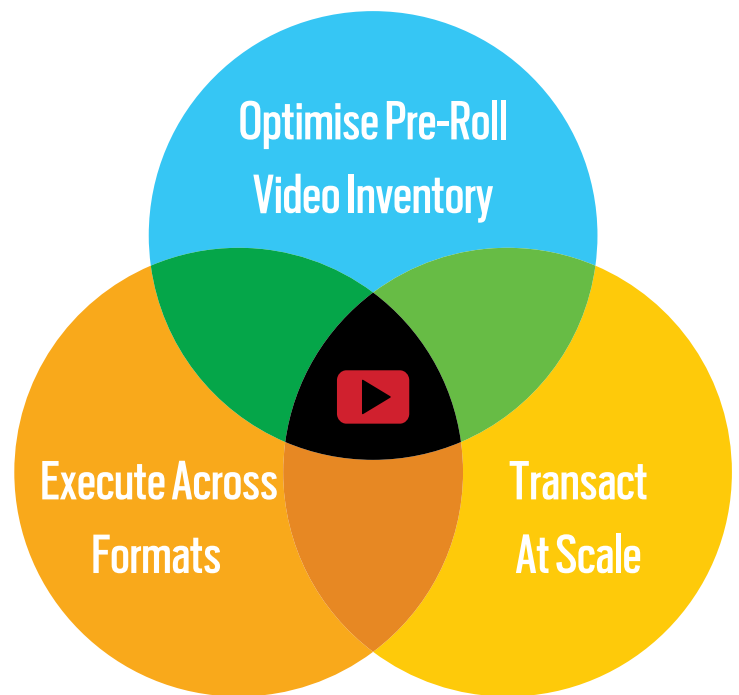 Optimise Pre-Roll
Video Inventory
Execute Across
Formats
Transact
At Scale